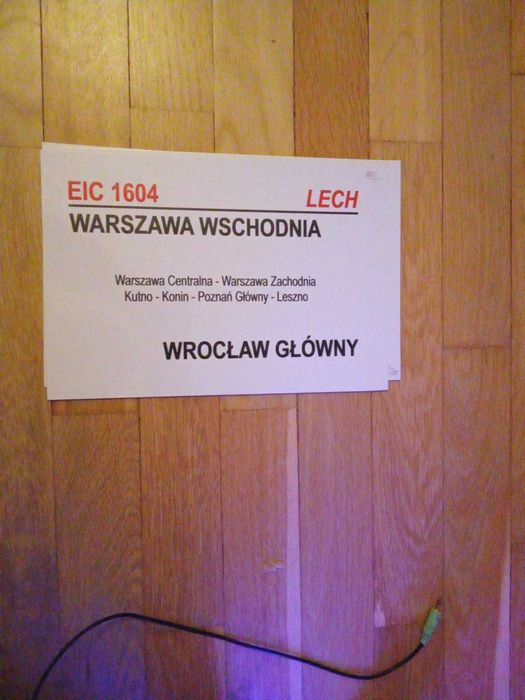 EIC 1604 LECH
WARSZAWA WSCHODNIA
Warszawa Centralna - Warszawa Zachodnia
Kutno - Konin - Poznań Główny - Leszno
WROCŁAW GŁÓWNY